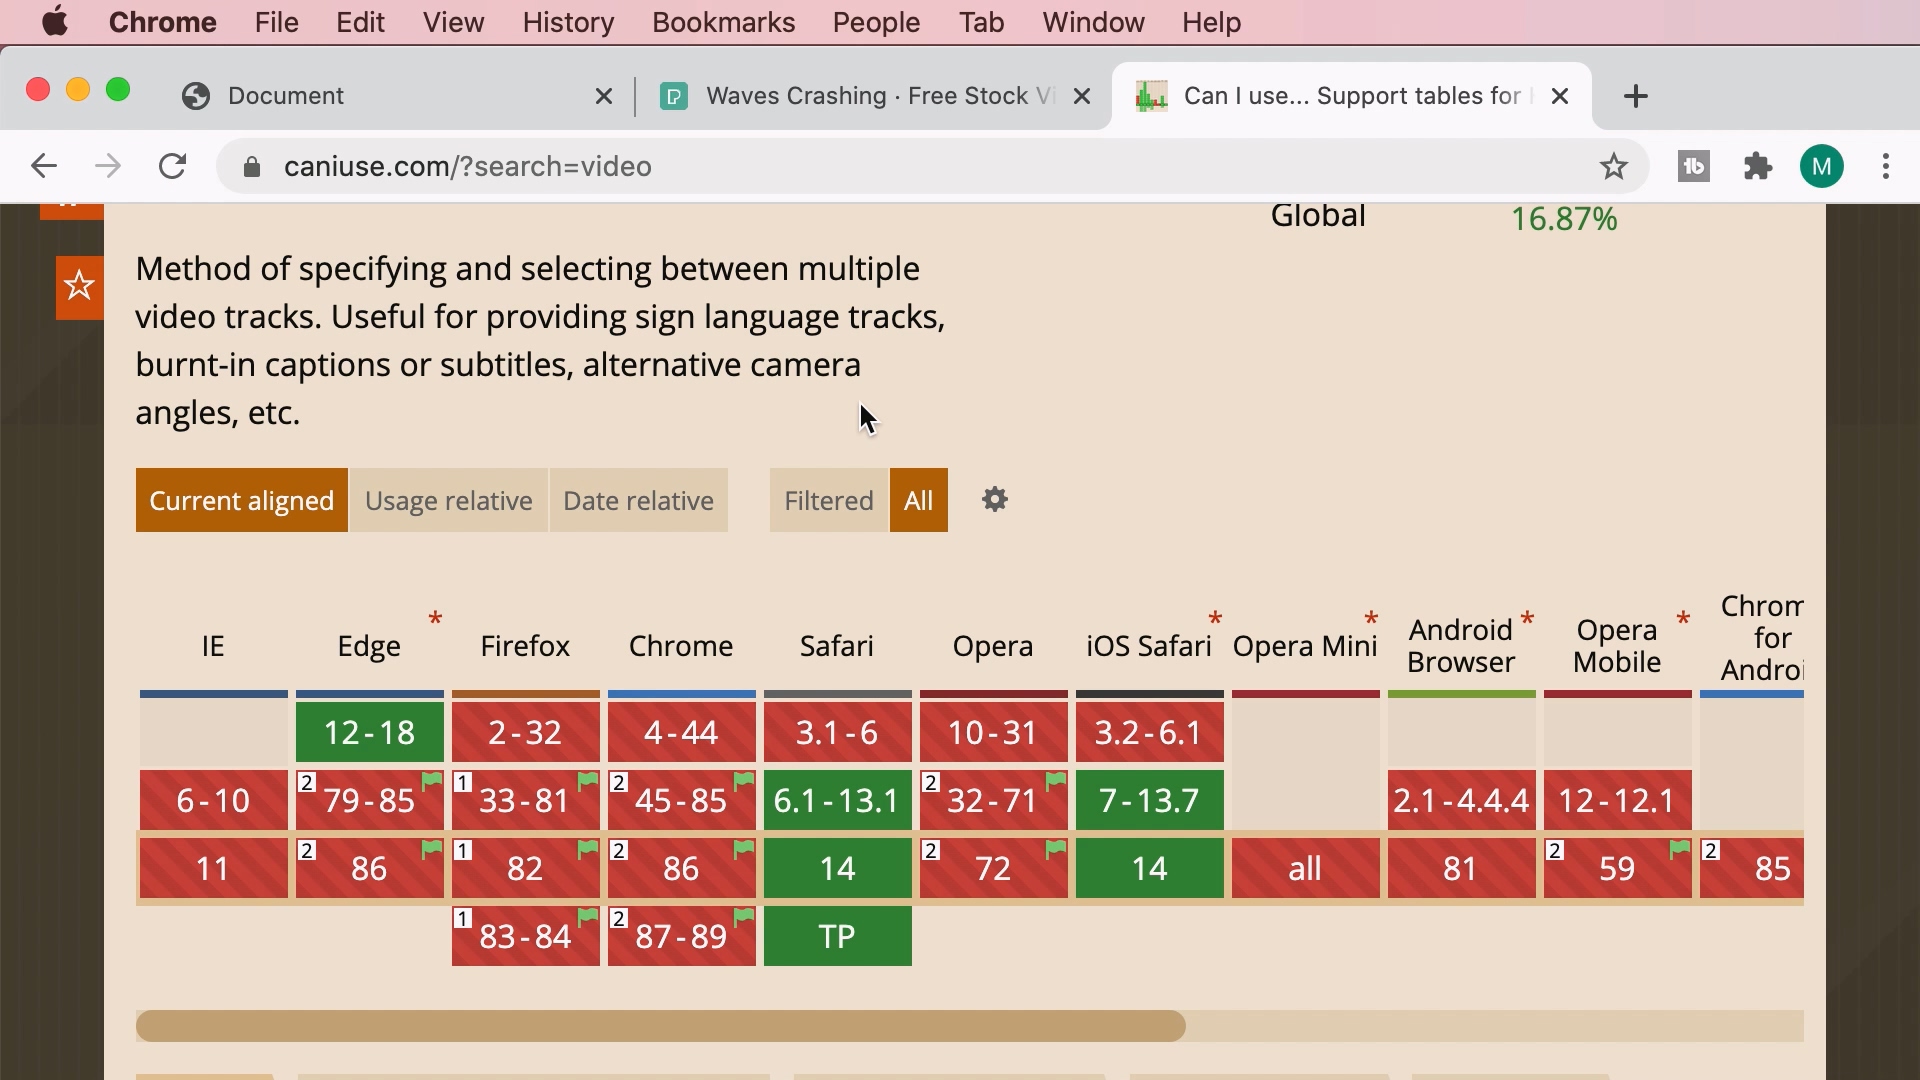 Chrome File Edit View History Bookmarks People Tab Window Help
Document
Waves Crashing · Free Stock Vi
Can I use... Support tables for
caniuse.com/?search=video
M
Global 16.87%
Method of specifying and selecting between multiple
video tracks. Useful for providing sign language tracks,
burnt-in captions or subtitles, alternative camera
angles, etc.
Current aligned Usage relative Date relative Filtered All
IE Edge * Firefox Chrome Safari Opera iOS Safari * Opera Mini * Android Browser * Opera Mobile * Chrom for Androi
12-18 2-32 4-44 3.1-6 10-31 3.2-6.1
6-10 2 79-85 1 33-81 2 45-85 6.1-13.1 2 32-71 7-13.7 2.1-4.4.4 12-12.1
11 2 86 1 82 2 86 14 2 72 14 all 81 2 59 2 85
1 83-84 2 87-89 TP